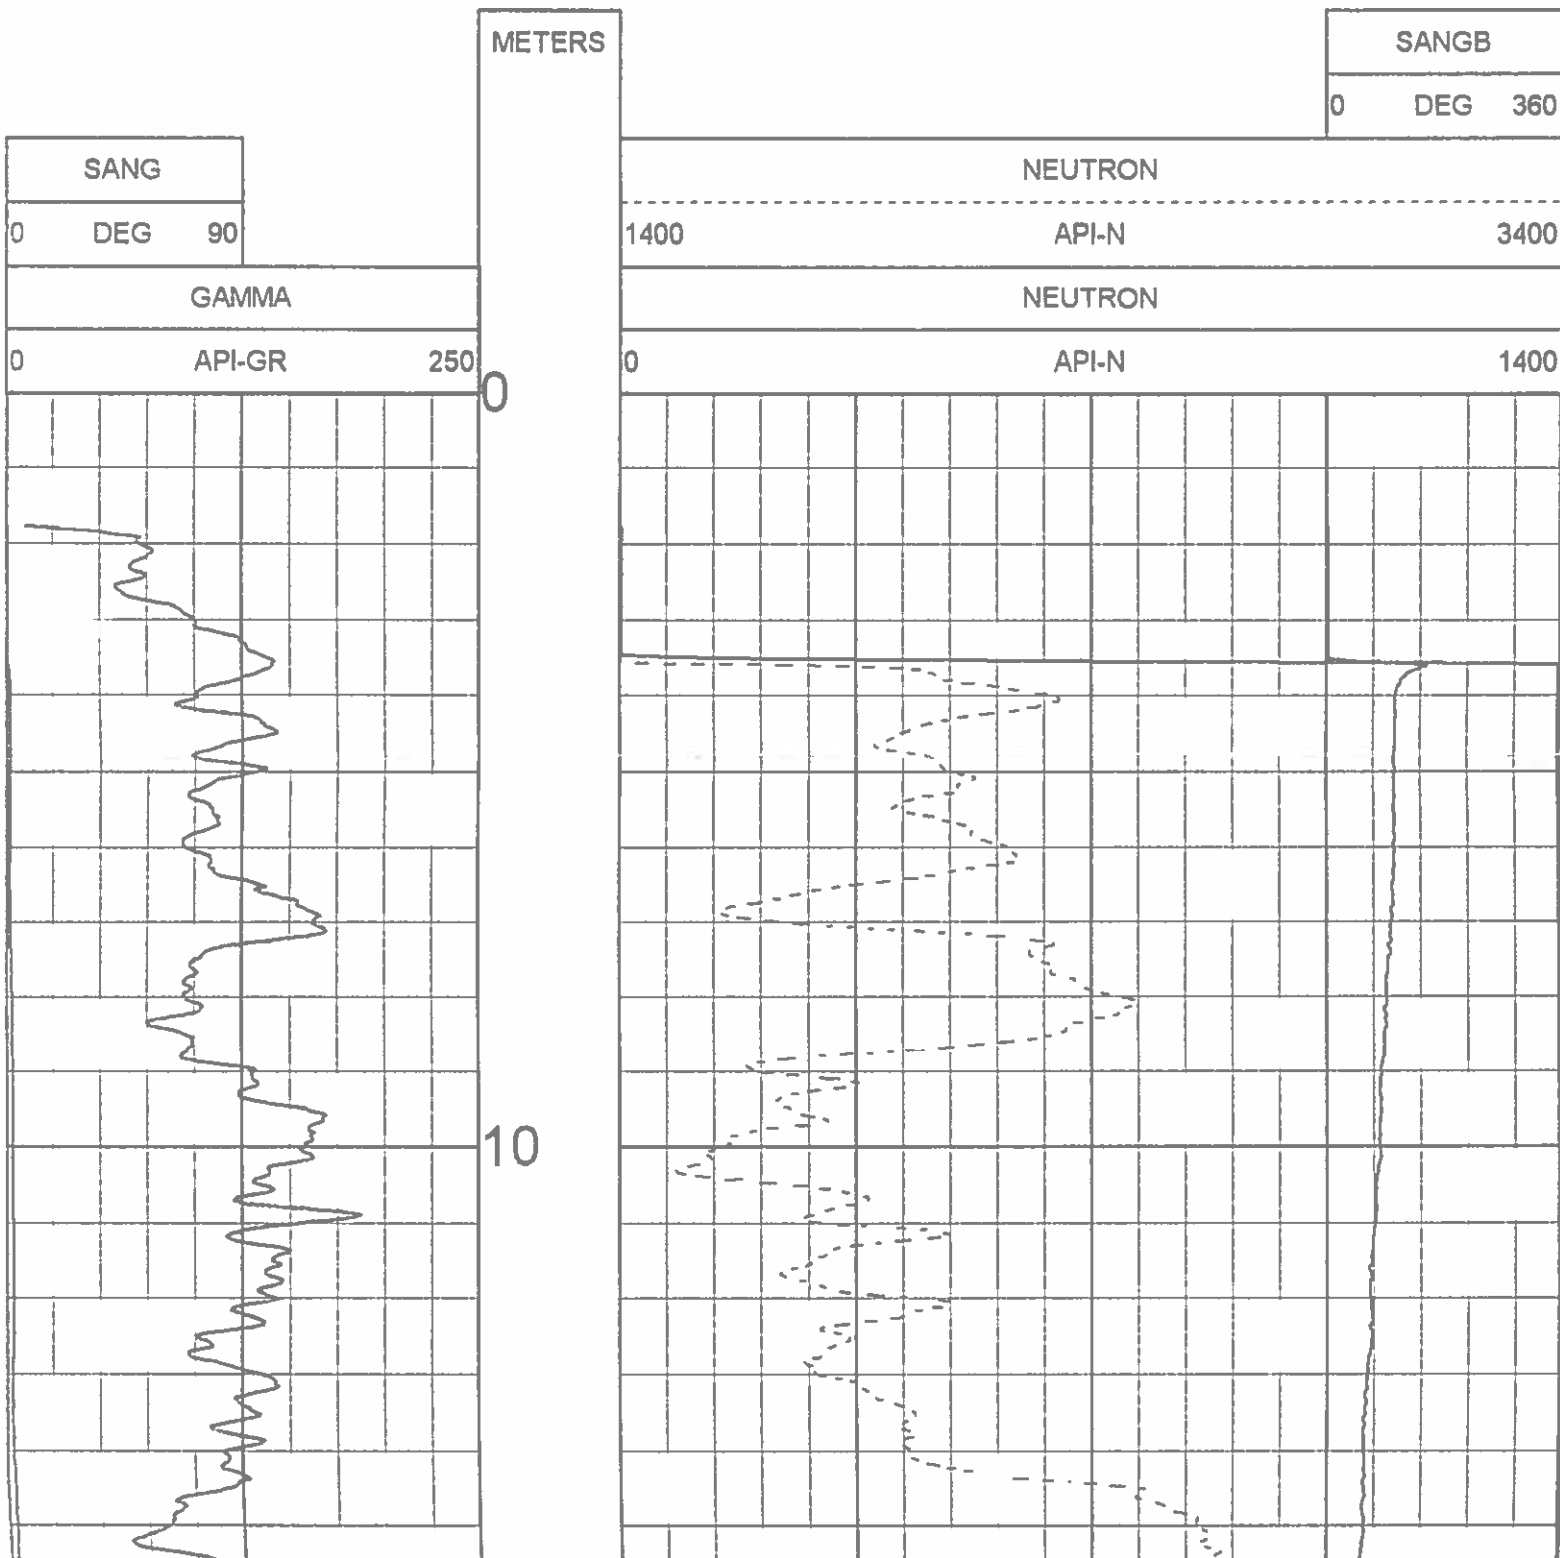 METERS
SANGB
0 DEG 360
SANG
NEUTRON
0 DEG 90
1400 API-N 3400
GAMMA
NEUTRON
0 API-GR 250
0 API-N 1400
0
10